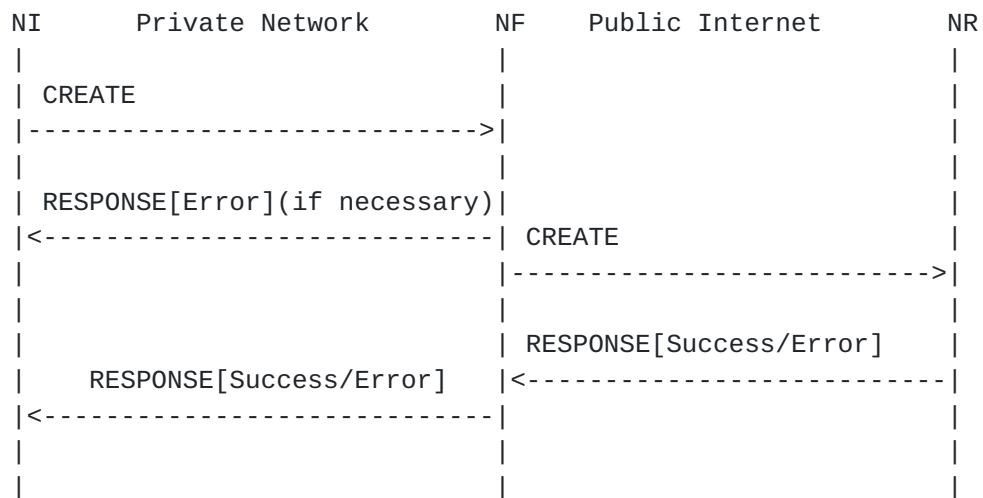 NI Private Network NF Public Internet NR
CREATE
RESPONSE[Error](if necessary)
CREATE
RESPONSE[Success/Error]
RESPONSE[Success/Error]